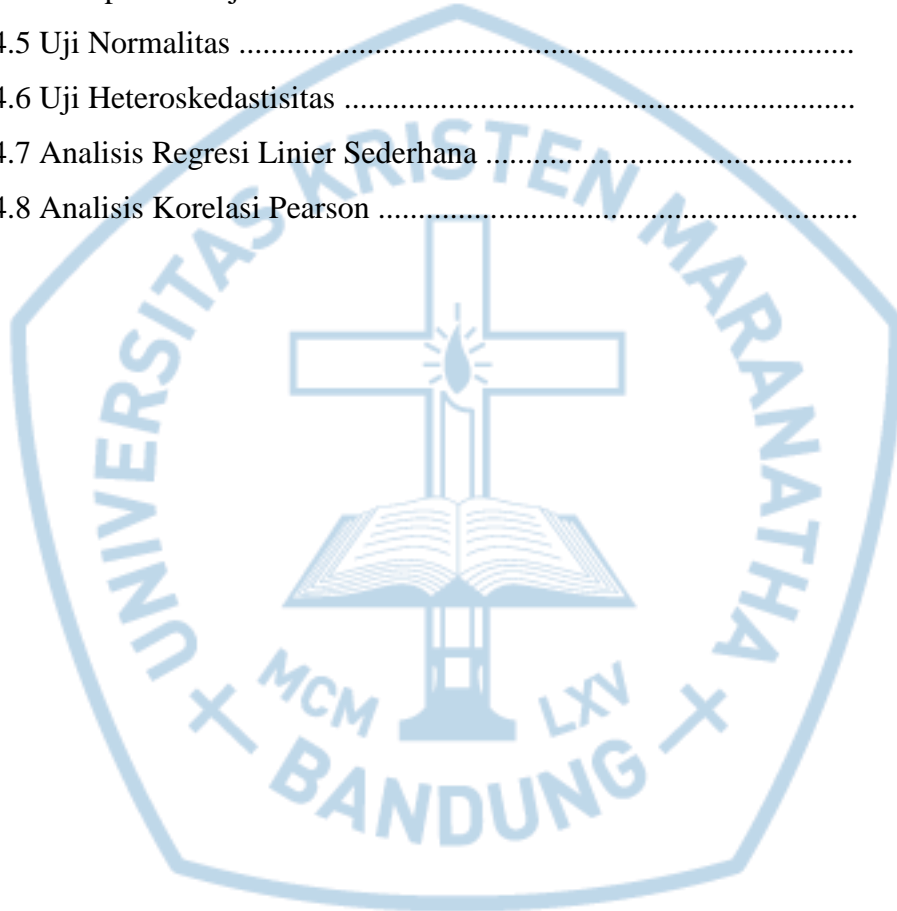 4.5 Uji Normalitas ..........................................................................
4.6 Uji Heteroskedastisitas ..............................................................
4.7 Analisis Regresi Linier Sederhana ............................................
4.8 Analisis Korelasi Pearson ..........................................................
UNIVERSITAS KRISTEN MARANATHA
MCM LXV
BANDUNG